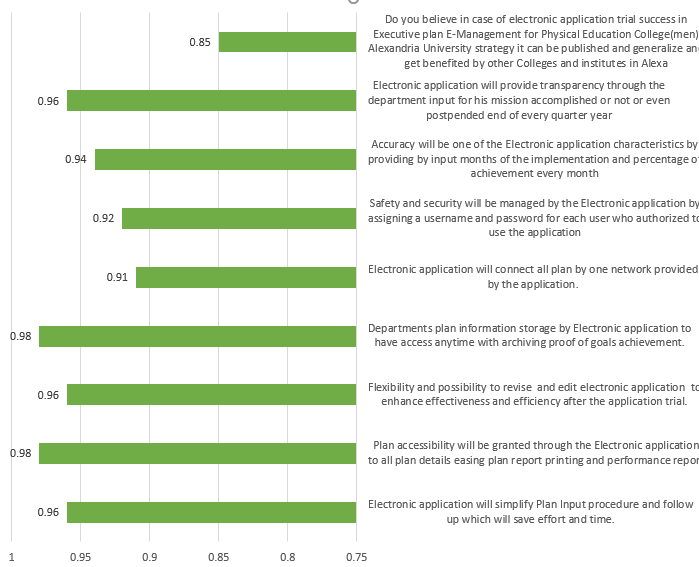 Do you believe in case of electronic application trial success in
Executive plan E-Management for Physical Education College(men)
Alexandria University strategy it can be published and generalize and
get benefited by other Colleges and institutes in Alexa
0.85
Electronic application will provide transparency through the
department input for his mission accomplished or not or even
postpended end of every quarter year
0.96
Accuracy will be one of the Electronic application characteristics by
providing by input months of the implementation and percentage of
achievement every month
0.94
Safety and security will be managed by the Electronic application by
assigning a username and password for each user who authorized to
use the application
0.92
Electronic application will connect all plan by one network provided
by the application.
0.91
Departments plan information storage by Electronic application to
have access anytime with archiving proof of goals achievement.
0.98
Flexibility and possibility to revise and edit electronic application to
enhance effectiveness and efficiency after the application trial.
0.96
Plan accessibility will be granted through the Electronic application
to all plan details easing plan report printing and performance repor
0.98
Electronic application will simplify Plan Input procedure and follow
up which will save effort and time.
0.96
1 0.95 0.9 0.85 0.8 0.75